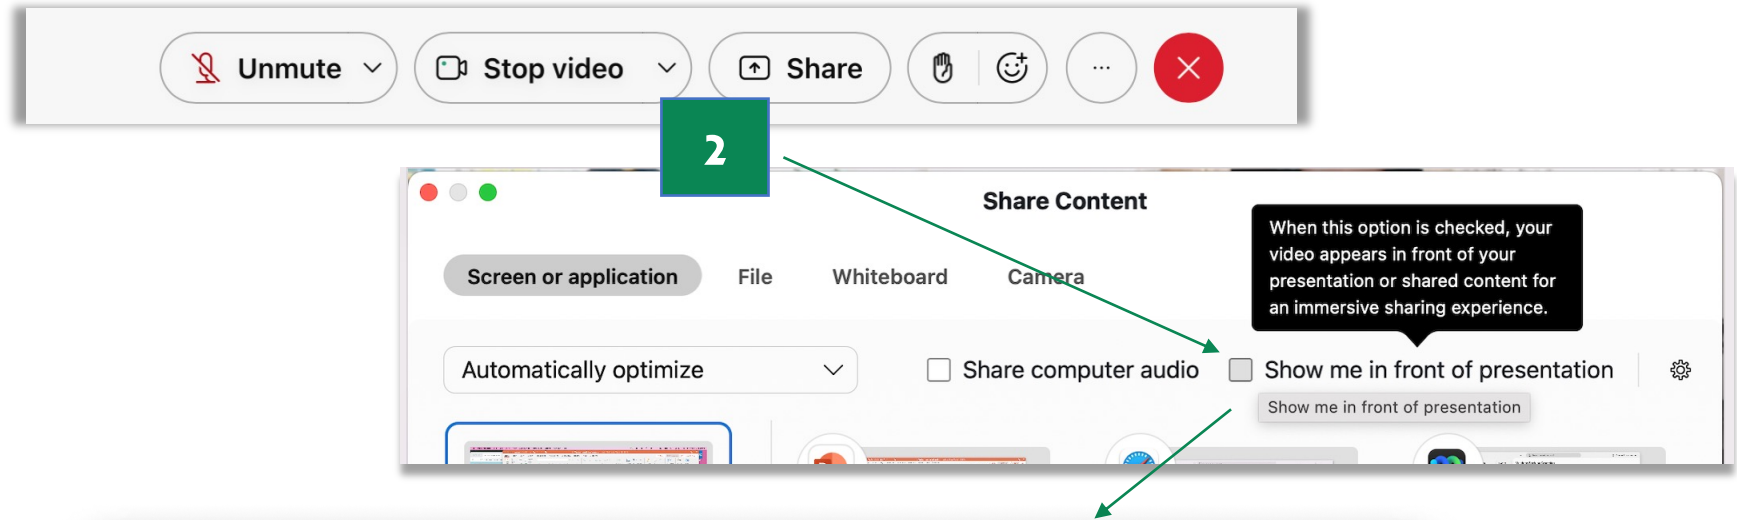 Unmute
Stop video
Share
2
Share Content
When this option is checked, your
video appears in front of your
presentation or shared content for
an immersive sharing experience.
Screen or application
File
Whiteboard
Camera
Automatically optimize
Share computer audio
Show me in front of presentation
Show me in front of presentation